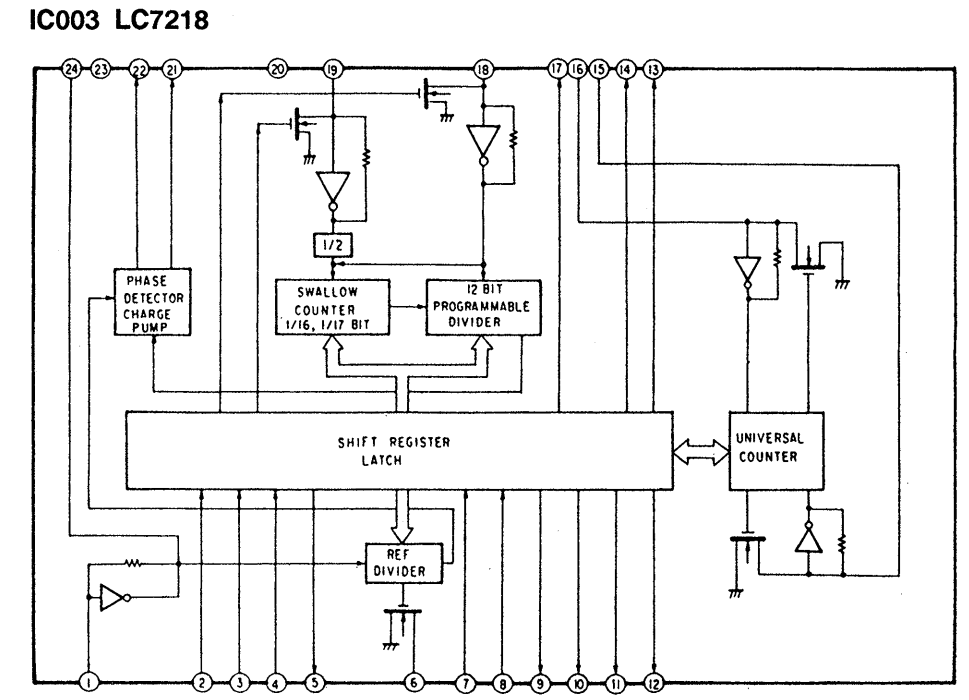 IC003 LC7218
24 23 22 21 20 19 18 17 16 15 14 13
1/2
PHASE
DETECTOR
CHARGE
PUMP
SWALLOW
COUNTER
1/16, 1/17 BIT
12 BIT
PROGRAMMABLE
DIVIDER
SHIFT REGISTER
LATCH
UNIVERSAL
COUNTER
REF
DIVIDER
1 2 3 4 5 6 7 8 9 10 11 12